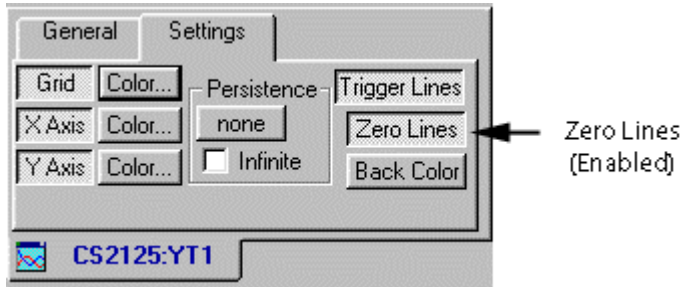 General Settings
Grid Color... Persistence Trigger Lines
X Axis Color... none Zero Lines
Y Axis Color... Infinite Back Color
Zero Lines
(Enabled)
CS2125:YT1